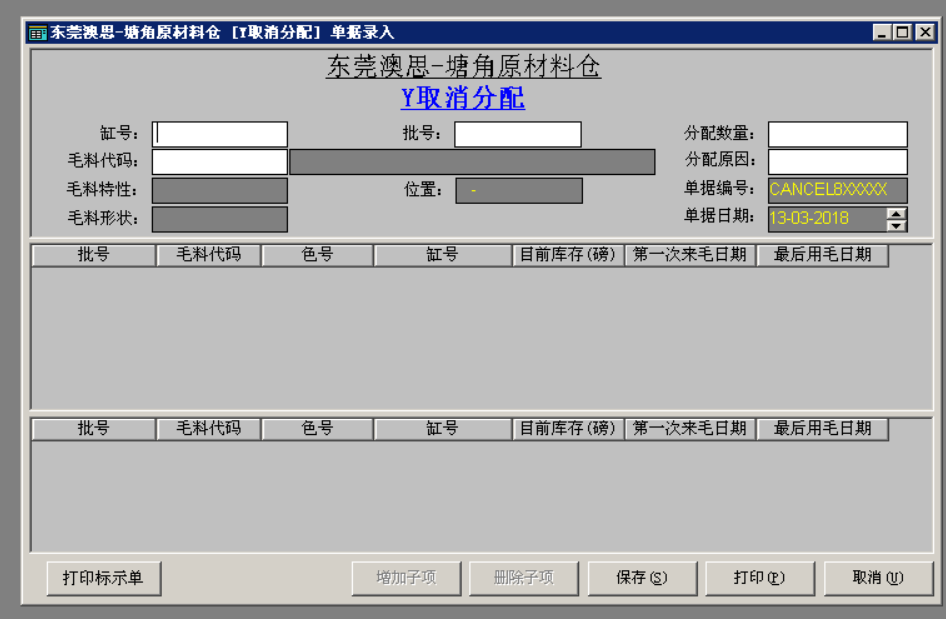 东莞澳思-塘角原材料仓 [Y取消分配] 单据录入
东莞澳思-塘角原材料仓
Y取消分配
缸号： 批号： 分配数量：
毛料代码： 分配原因：
毛料特性： 位置： - 单据编号： CANCEL8XXXXX
毛料形状： 单据日期： 13-03-2018
批号 毛料代码 色号 缸号 目前库存(磅) 第一次来毛日期 最后用毛日期
批号 毛料代码 色号 缸号 目前库存(磅) 第一次来毛日期 最后用毛日期
打印标示单 增加子项 删除子项 保存(S) 打印(P) 取消(U)